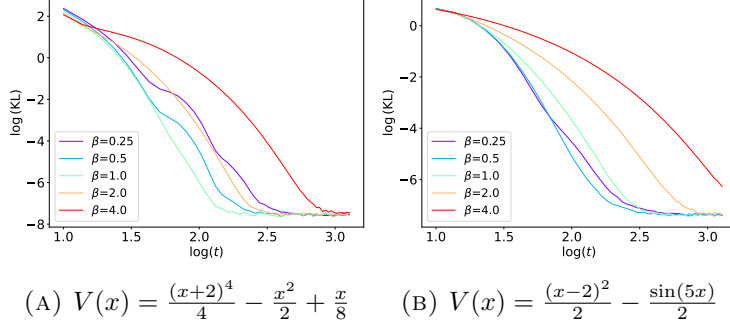 2
0
−2
−4
−6
−8
log (KL)
β=0.25
β=0.5
β=1.0
β=2.0
β=4.0
1.0 1.5 2.0 2.5 3.0
log(t)
0
−2
−4
−6
log (KL)
β=0.25
β=0.5
β=1.0
β=2.0
β=4.0
1.0 1.5 2.0 2.5 3.0
log(t)
(A) V(x) = (x+2)^4/4 − x^2/2 + x/8
(B) V(x) = (x−2)^2/2 − sin(5x)/2